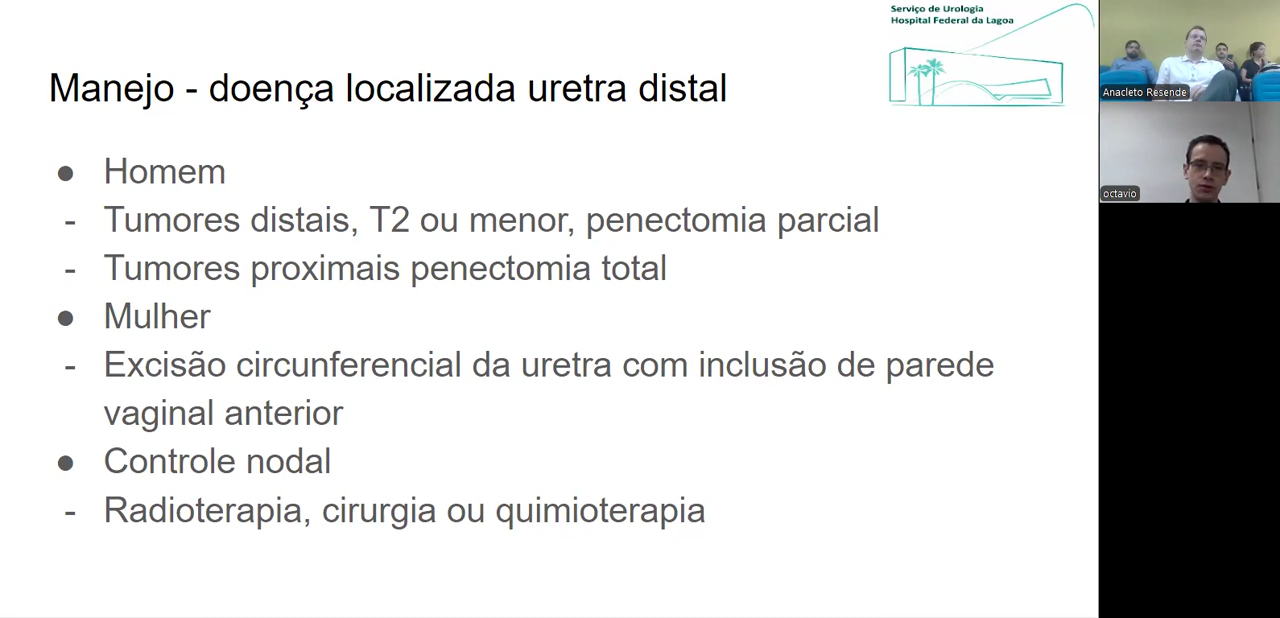 Serviço de Urologia
Hospital Federal da Lagoa
Manejo - doença localizada uretra distal
● Homem
- Tumores distais, T2 ou menor, penectomia parcial
- Tumores proximais penectomia total
● Mulher
- Excisão circunferencial da uretra com inclusão de parede
vaginal anterior
● Controle nodal
- Radioterapia, cirurgia ou quimioterapia
Anacleto Resende
octavio